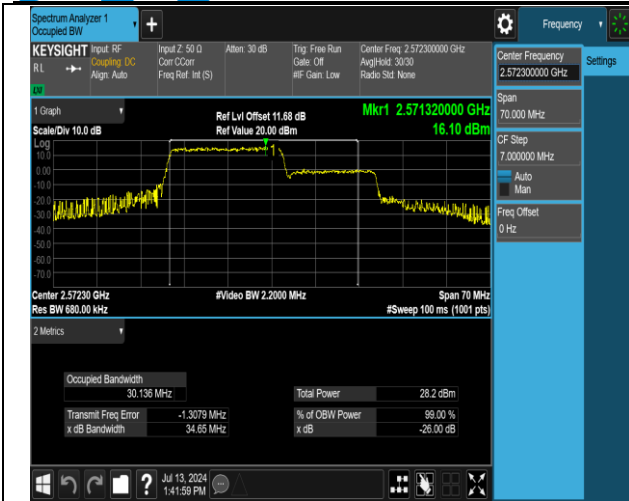 Spectrum Analyzer 1
Occupied BW
+
Frequency
KEYSIGHT
RL
Input: RF
Coupling: DC
Align: Auto
Input Z: 50 Ω
Corr CCorr
Freq Ref: Int (S)
Atten: 30 dB
Trig: Free Run
Gate: Off
#IF Gain: Low
Center Freq: 2.572300000 GHz
Avg|Hold: 30/30
Radio Std: None
Center Frequency
2.572300000 GHz
Settings
Span
70.000 MHz
CF Step
7.000000 MHz
Auto
Man
Freq Offset
0 Hz
1 Graph
Scale/Div 10.0 dB
Ref Lvl Offset 11.68 dB
Ref Value 20.00 dBm
Mkr1 2.571320000 GHz
16.10 dBm
Log
10.0
0.00
-10.0
-20.0
-30.0
-40.0
-50.0
-60.0
-70.0
1
Center 2.57230 GHz
Res BW 680.00 kHz
#Video BW 2.2000 MHz
Span 70 MHz
#Sweep 100 ms (1001 pts)
2 Metrics
Occupied Bandwidth
30.136 MHz
Total Power 28.2 dBm
Transmit Freq Error -1.3079 MHz
% of OBW Power 99.00 %
x dB Bandwidth 34.65 MHz
x dB -26.00 dB
?
Jul 13, 2024
1:41:59 PM